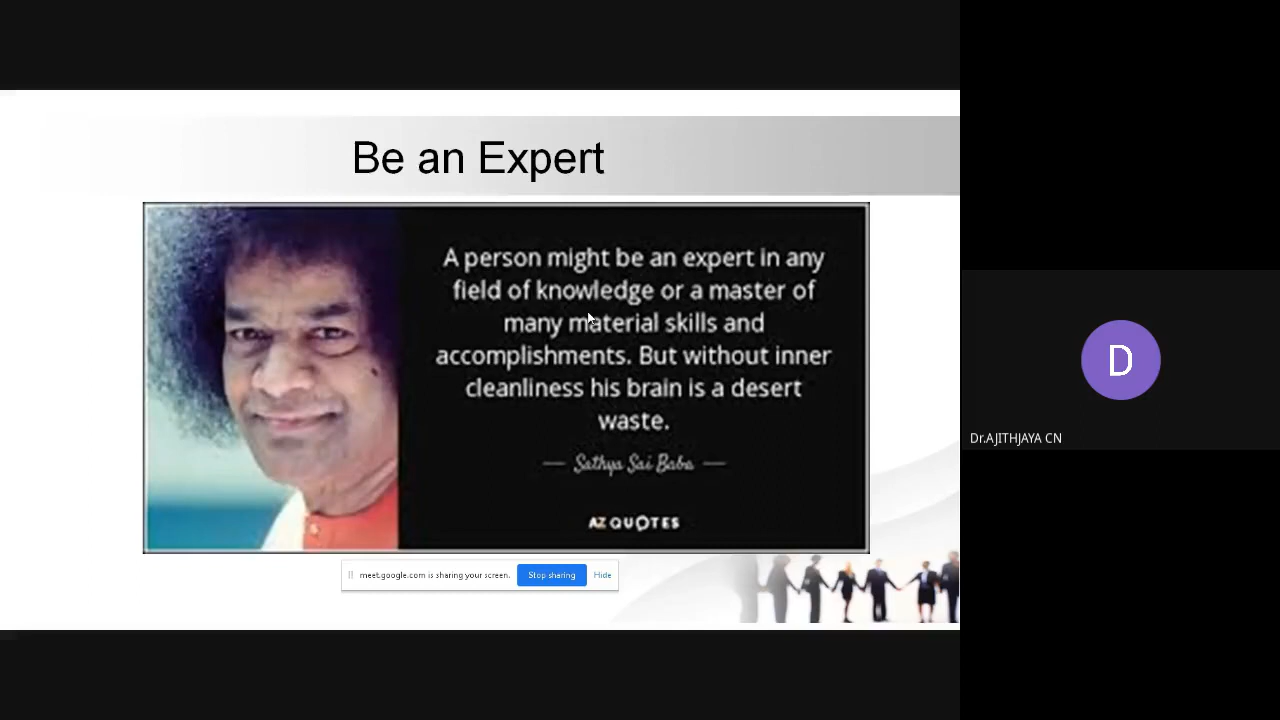 Be an Expert
A person might be an expert in any
field of knowledge or a master of
many material skills and
accomplishments. But without inner
cleanliness his brain is a desert
waste.
— Sathya Sai Baba —
AZ QUOTES
meet.google.com is sharing your screen.
Stop sharing
Hide
D
Dr.AJITHJAYA CN